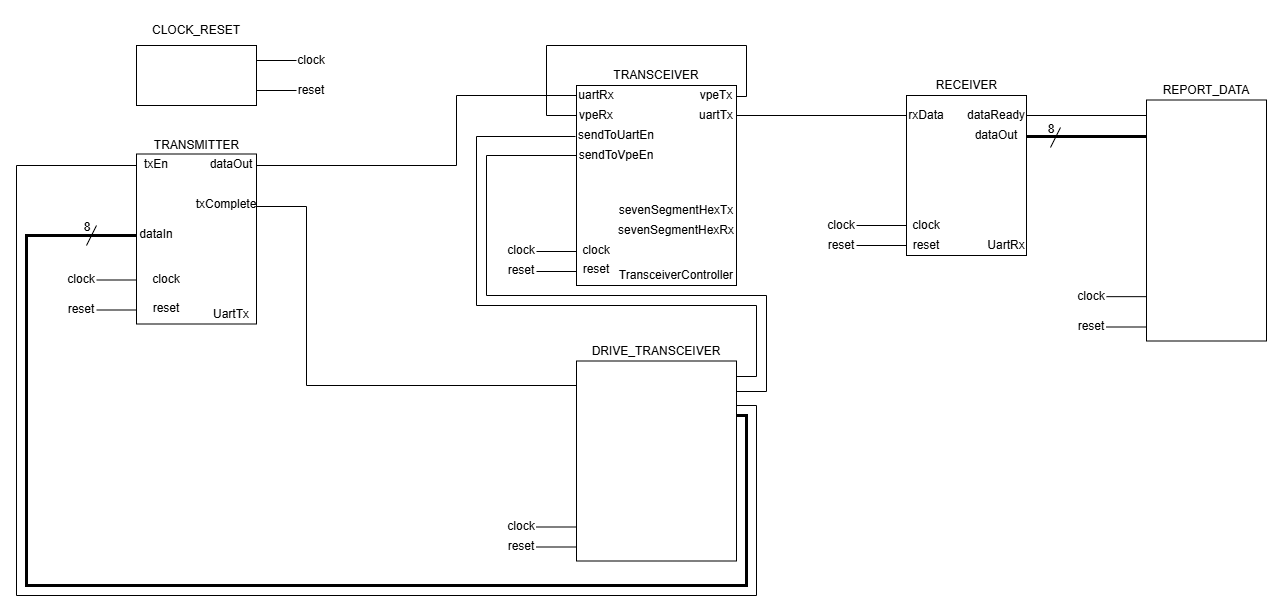 CLOCK_RESET
clock
reset
TRANSMITTER
txEn
dataOut
txComplete
8
dataIn
clock
clock
reset
reset
UartTx
TRANSCEIVER
uartRx
vpeTx
vpeRx
uartTx
sendToUartEn
sendToVpeEn
sevenSegmentHexTx
sevenSegmentHexRx
clock
clock
reset
reset
TransceiverController
RECEIVER
rxData
dataReady
dataOut
8
clock
clock
reset
reset
UartRx
REPORT_DATA
clock
reset
DRIVE_TRANSCEIVER
clock
reset